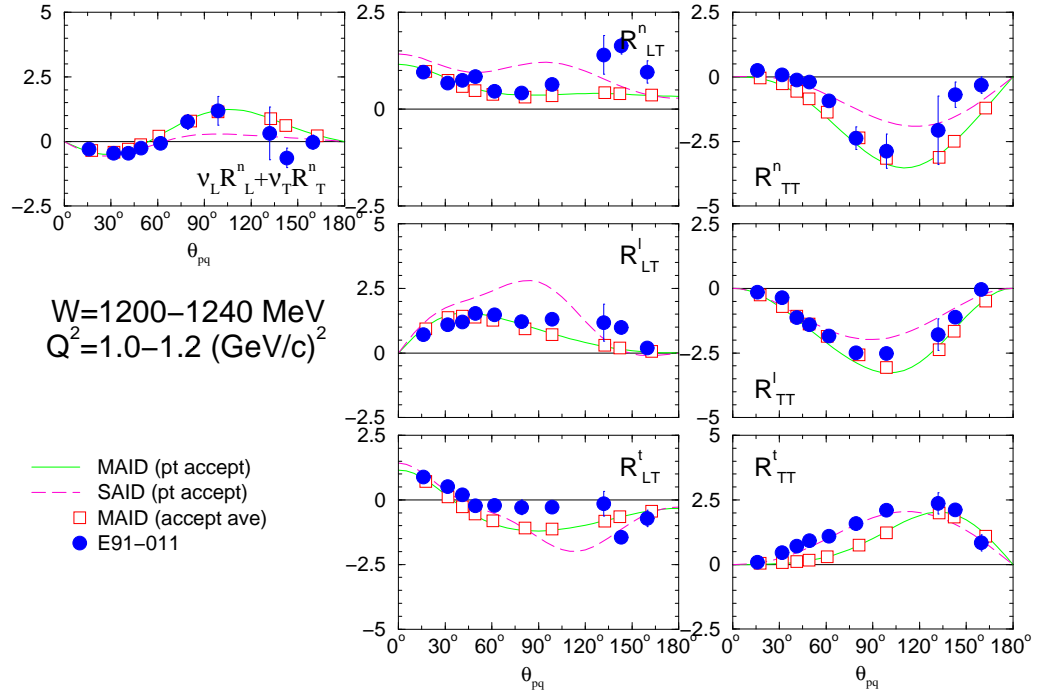 5
2.5
0
−2.5
0° 30° 60° 90° 120° 150° 180°
θpq
νLRnL+νTRnT
2.5
0
−2.5
RnLT
0
−2.5
−5
RnTT
W=1200−1240 MeV
Q2=1.0−1.2 (GeV/c)2
5
2.5
0
−2.5
RlLT
0
−2.5
−5
RlTT
MAID (pt accept)
SAID (pt accept)
MAID (accept ave)
E91−011
2.5
0
−2.5
−5
0° 30° 60° 90° 120° 150° 180°
θpq
RtLT
5
2.5
0
−2.5
0° 30° 60° 90° 120° 150° 180°
θpq
RtTT